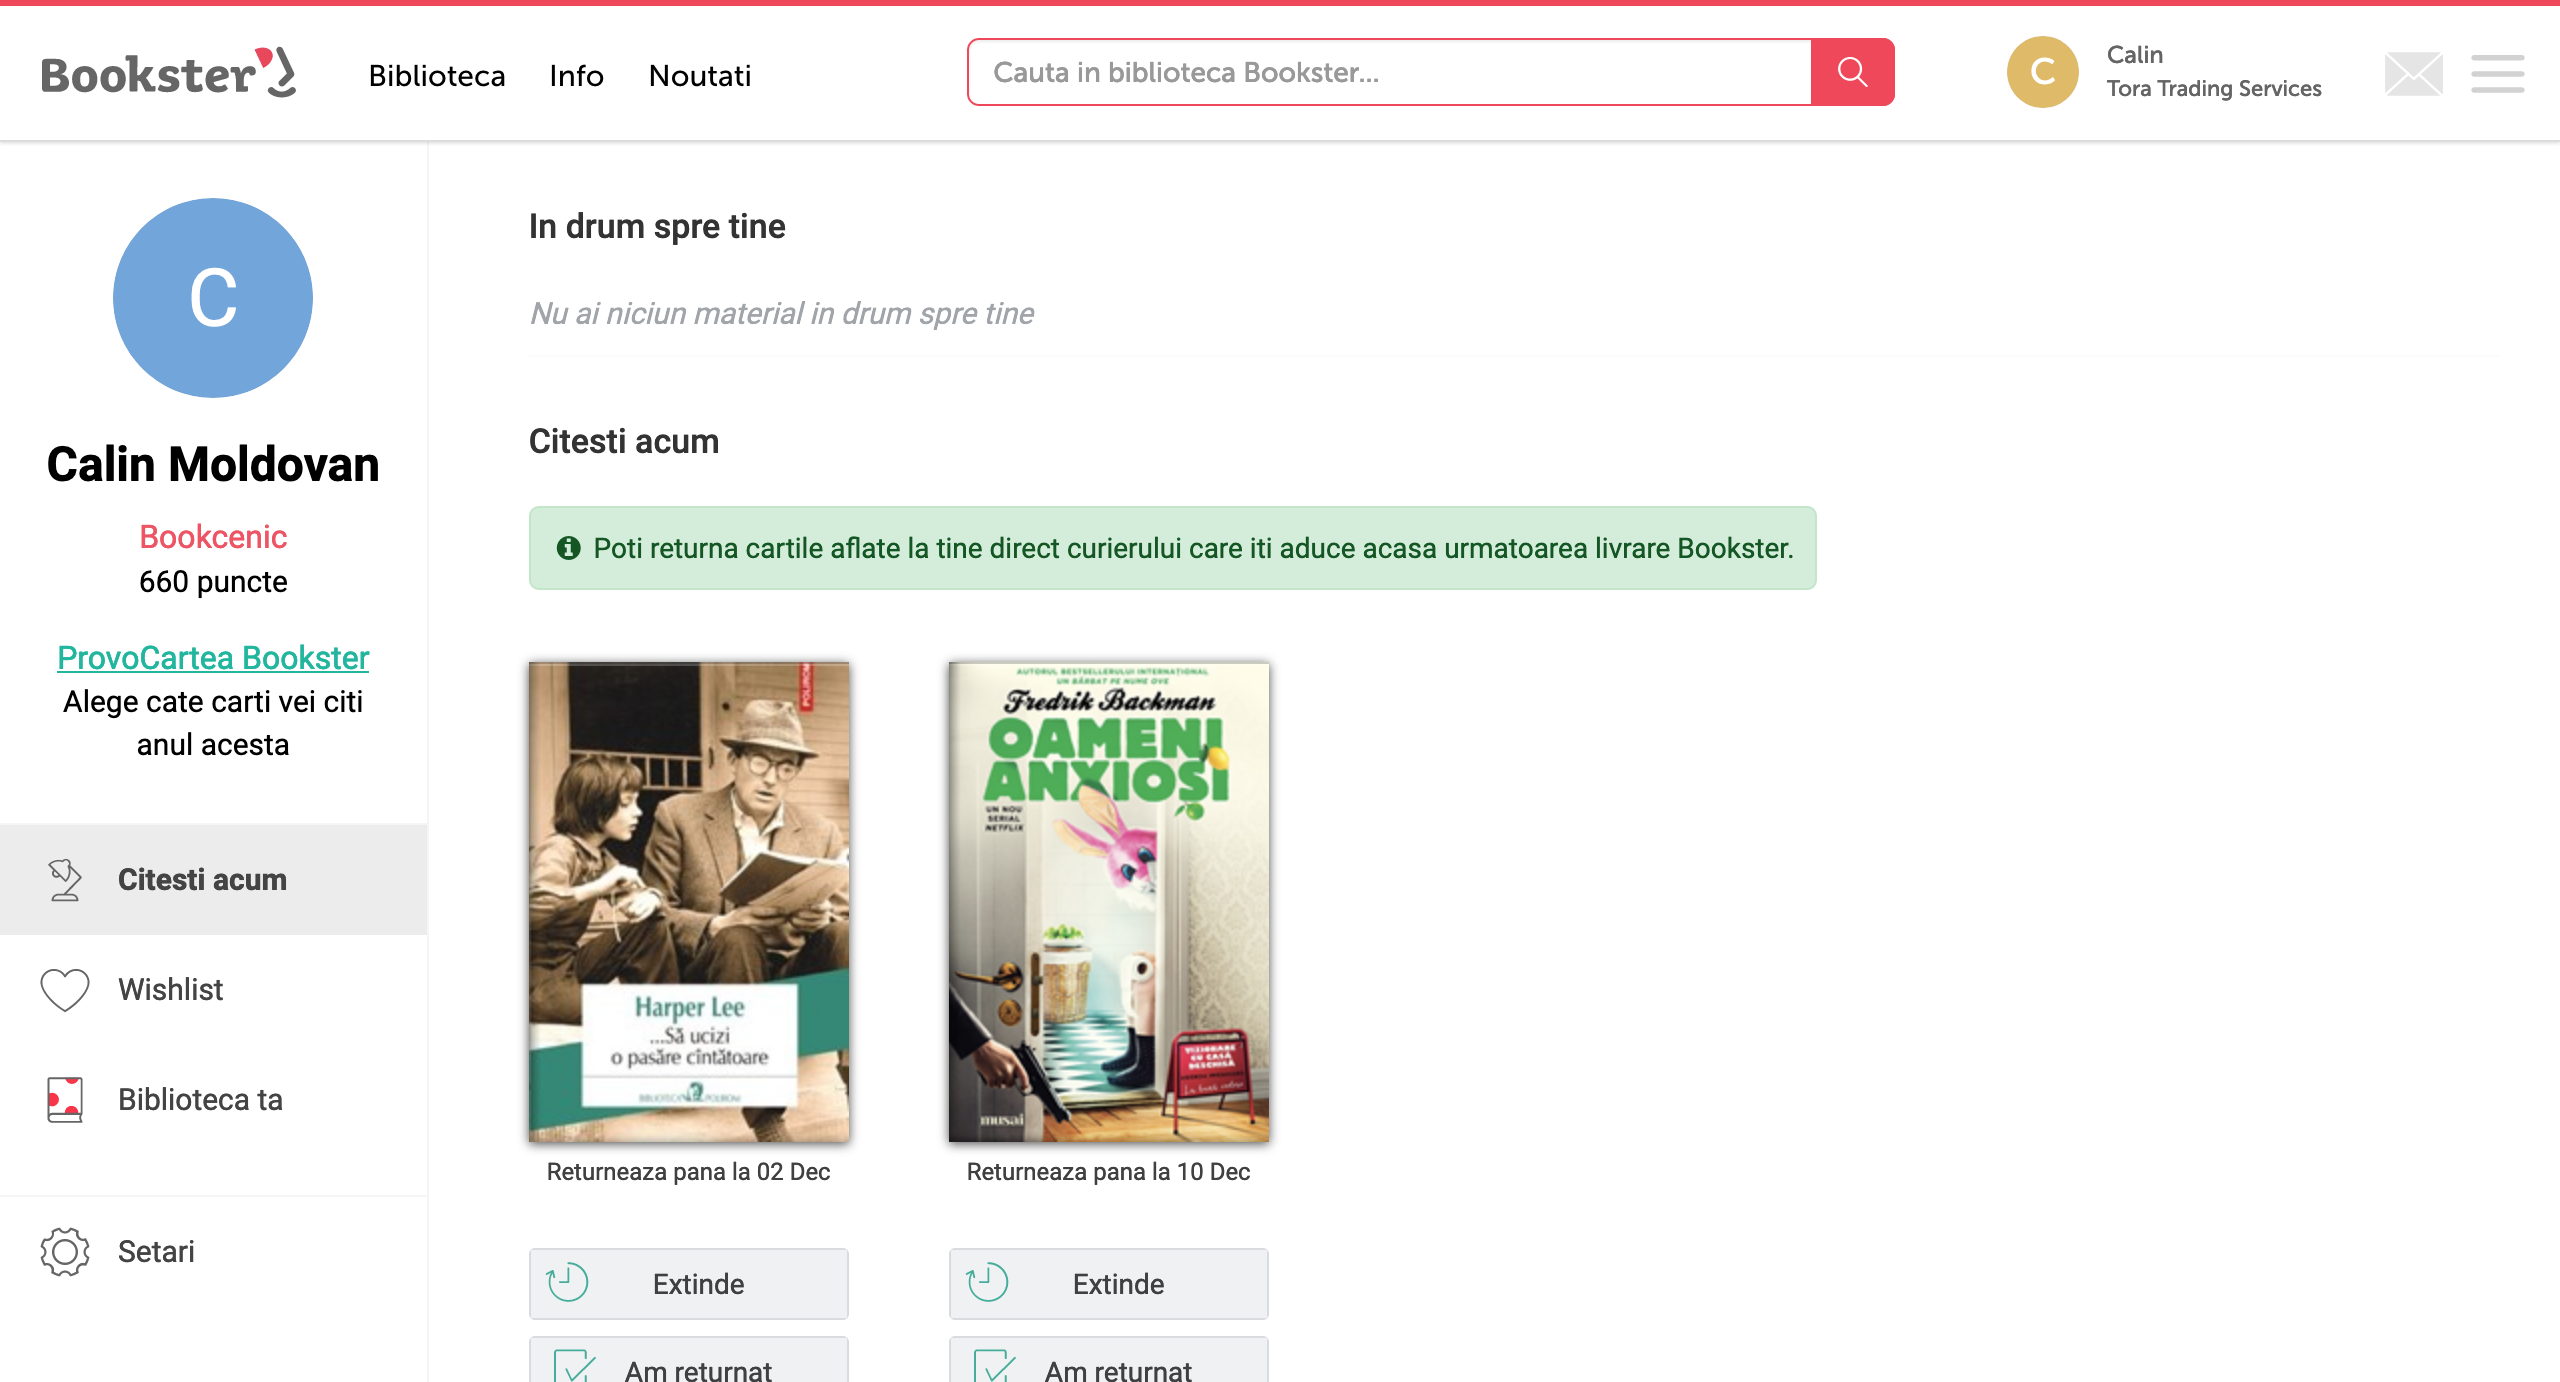 Bookster
Biblioteca
Info
Noutati
Cauta in biblioteca Bookster...
C
Calin
Tora Trading Services
C
Calin Moldovan
Bookcenic
660 puncte
ProvoCartea Bookster
Alege cate carti vei citi
anul acesta
Citesti acum
Wishlist
Biblioteca ta
Setari
In drum spre tine
Nu ai niciun material in drum spre tine
Citesti acum
Poti returna cartile aflate la tine direct curierului care iti aduce acasa urmatoarea livrare Bookster.
POLIROM
Harper Lee
...Să ucizi
o pasăre cîntătoare
BIBLIOTECA POLIROM
Returneaza pana la 02 Dec
Extinde
Am returnat
AUTORUL BESTSELLERULUI INTERNAȚIONAL
UN BĂRBAT PE NUME OVE
Fredrik Backman
OAMENI
ANXIOȘI
UN NOU
SERIAL
NETFLIX
VIZIONARE
CU CASĂ
DESCHISĂ
musai
Returneaza pana la 10 Dec
Extinde
Am returnat